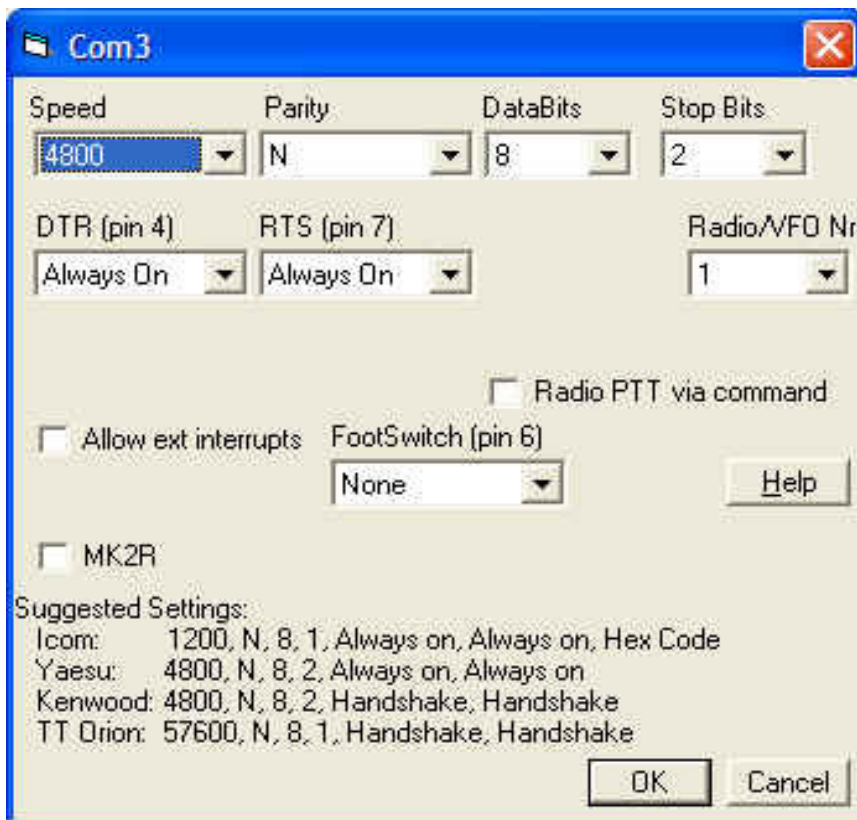 Com3
Speed Parity DataBits Stop Bits
4800 N 8 2
DTR (pin 4) RTS (pin 7) Radio/VFO Nr
Always On Always On 1
Radio PTT via command
Allow ext interrupts FootSwitch (pin 6)
None Help
MK2R
Suggested Settings:
Icom: 1200, N, 8, 1, Always on, Always on, Hex Code
Yaesu: 4800, N, 8, 2, Always on, Always on
Kenwood: 4800, N, 8, 2, Handshake, Handshake
TT Orion: 57600, N, 8, 1, Handshake, Handshake
OK Cancel